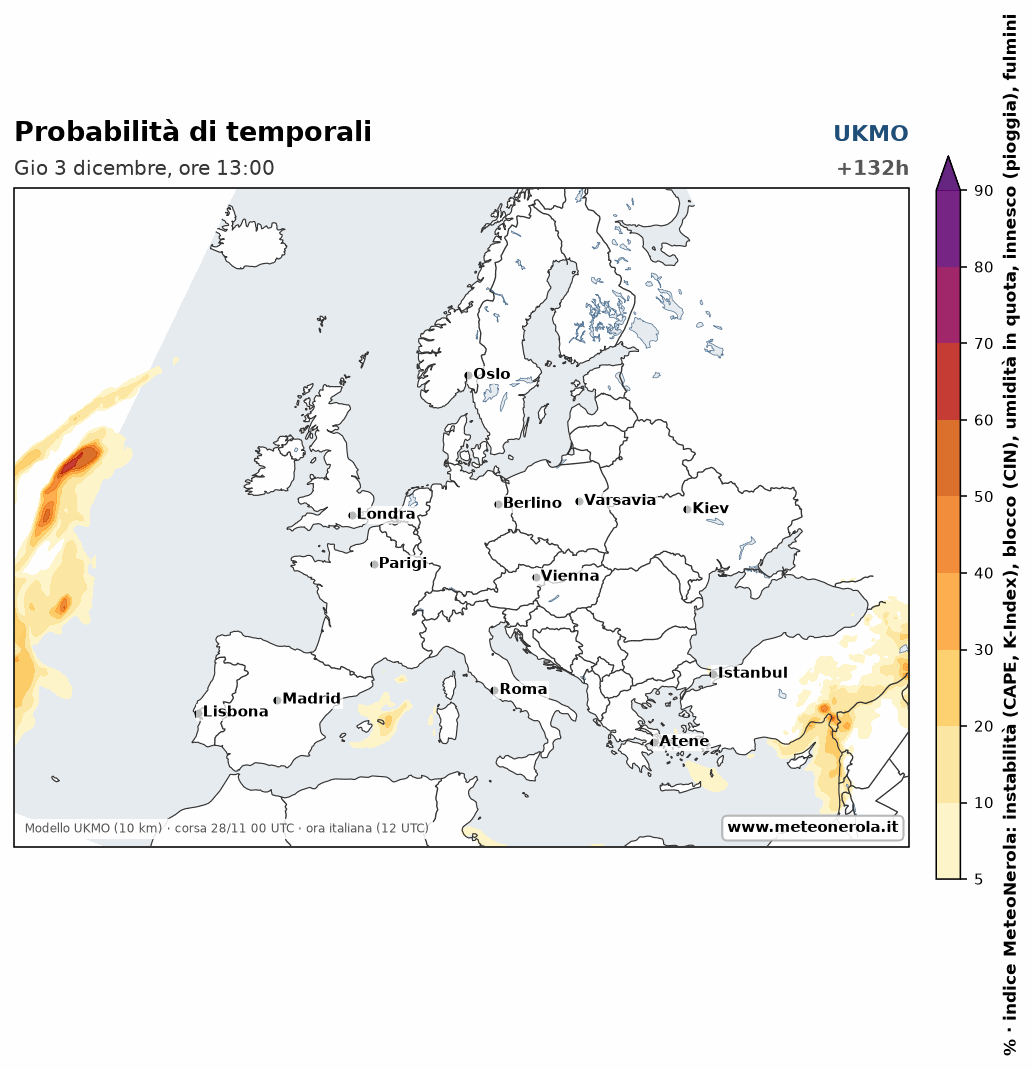 Probabilità di temporali
UKMO
Gio 3 dicembre, ore 13:00
+132h
Oslo
Londra
Berlino
Varsavia
Kiev
Parigi
Vienna
Istanbul
Madrid
Roma
Lisbona
Atene
Modello UKMO (10 km) · corsa 28/11 00 UTC · ora italiana (12 UTC)
www.meteonerola.it
90
80
70
60
50
40
30
20
10
5
% · indice MeteoNerola: instabilità (CAPE, K-Index), blocco (CIN), umidità in quota, innesco (pioggia), fulmini